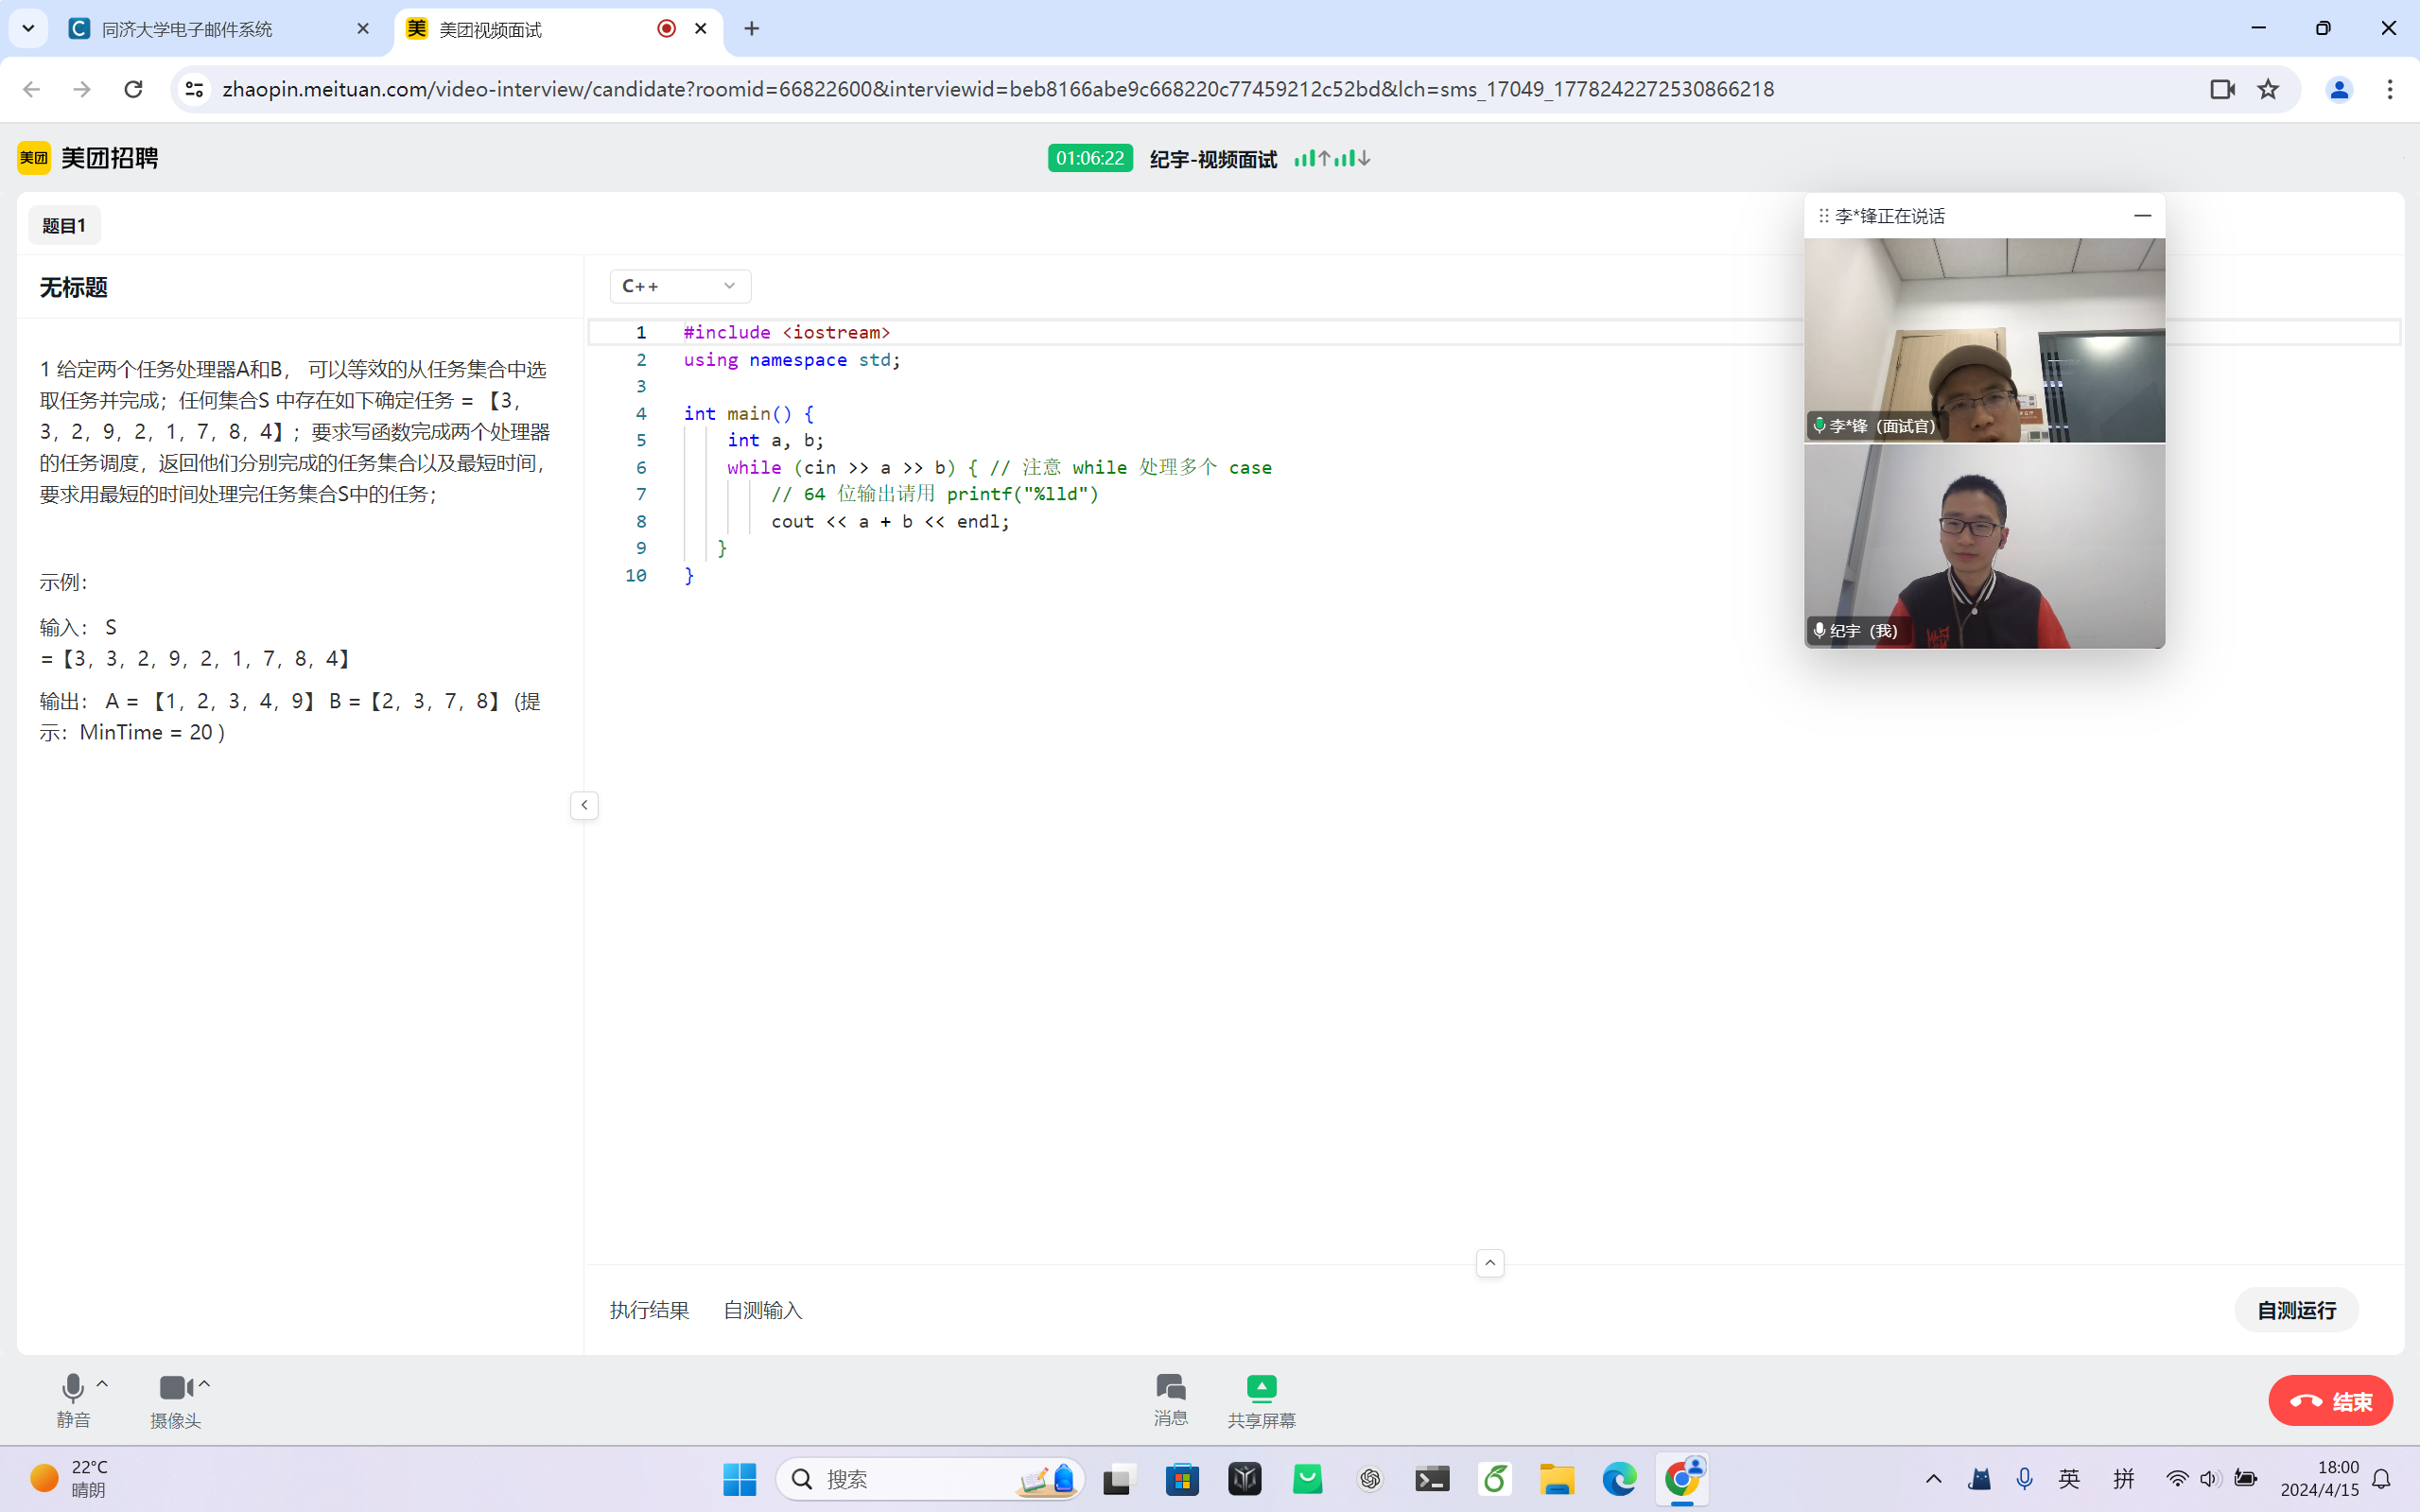 同济大学电子邮件系统
美团视频面试
zhaopin.meituan.com/video-interview/candidate?roomid=66822600&interviewid=beb8166abe9c668220c77459212c52bd&lch=sms_17049_1778242272530866218
美团 美团招聘
01:06:22 纪宇-视频面试
题目1
李*锋正在说话
无标题
C++
1 给定两个任务处理器A和B， 可以等效的从任务集合中选
取任务并完成；任何集合S 中存在如下确定任务 = 【3，
3，2，9，2，1，7，8，4】；要求写函数完成两个处理器
的任务调度，返回他们分别完成的任务集合以及最短时间，
要求用最短的时间处理完任务集合S中的任务；
示例：
输入： S
=【3，3，2，9，2，1，7，8，4】
输出： A = 【1，2，3，4，9】 B =【2，3，7，8】 (提
示：MinTime = 20 )
1 #include <iostream>
2 using namespace std;
3
4 int main() {
5 int a, b;
6 while (cin >> a >> b) { // 注意 while 处理多个 case
7 // 64 位输出请用 printf("%lld")
8 cout << a + b << endl;
9 }
10 }
李*锋（面试官）
纪宇（我）
执行结果 自测输入
自测运行
静音
摄像头
消息
共享屏幕
结束
22°C
晴朗
搜索
英
拼
18:00
2024/4/15